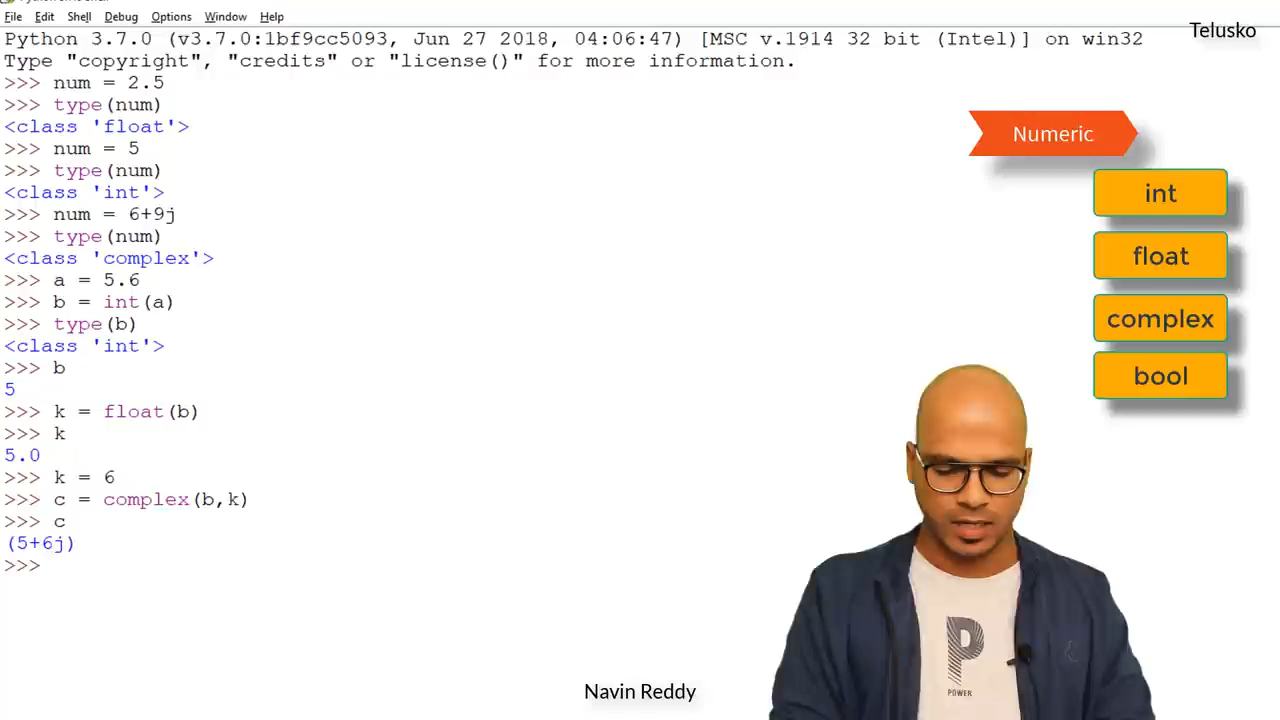 File Edit Shell Debug Options Window Help
Telusko
Python 3.7.0 (v3.7.0:1bf9cc5093, Jun 27 2018, 04:06:47) [MSC v.1914 32 bit (Intel)] on win32
Type "copyright", "credits" or "license()" for more information.
>>> num = 2.5
>>> type(num)
<class 'float'>
>>> num = 5
>>> type(num)
<class 'int'>
>>> num = 6+9j
>>> type(num)
<class 'complex'>
>>> a = 5.6
>>> b = int(a)
>>> type(b)
<class 'int'>
>>> b
5
>>> k = float(b)
>>> k
5.0
>>> k = 6
>>> c = complex(b,k)
>>> c
(5+6j)
>>>
Numeric
int
float
complex
bool
P
POWER
Navin Reddy